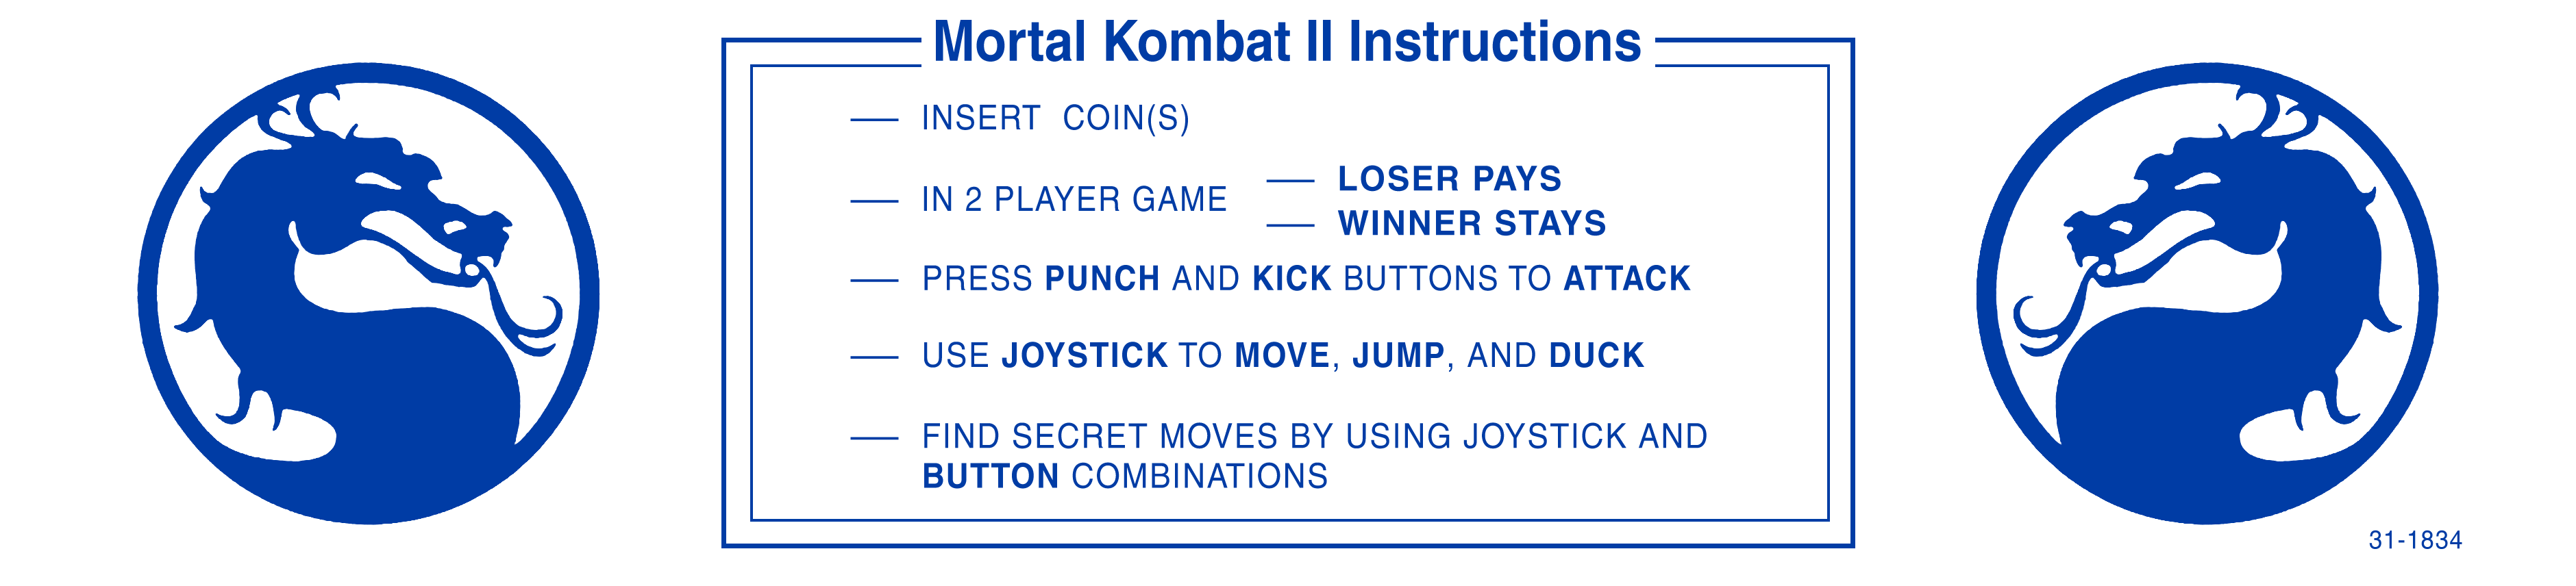 Mortal Kombat II Instructions
— INSERT COIN(S)
— IN 2 PLAYER GAME
— LOSER PAYS
— WINNER STAYS
— PRESS PUNCH AND KICK BUTTONS TO ATTACK
— USE JOYSTICK TO MOVE, JUMP, AND DUCK
— FIND SECRET MOVES BY USING JOYSTICK AND
BUTTON COMBINATIONS
31-1834